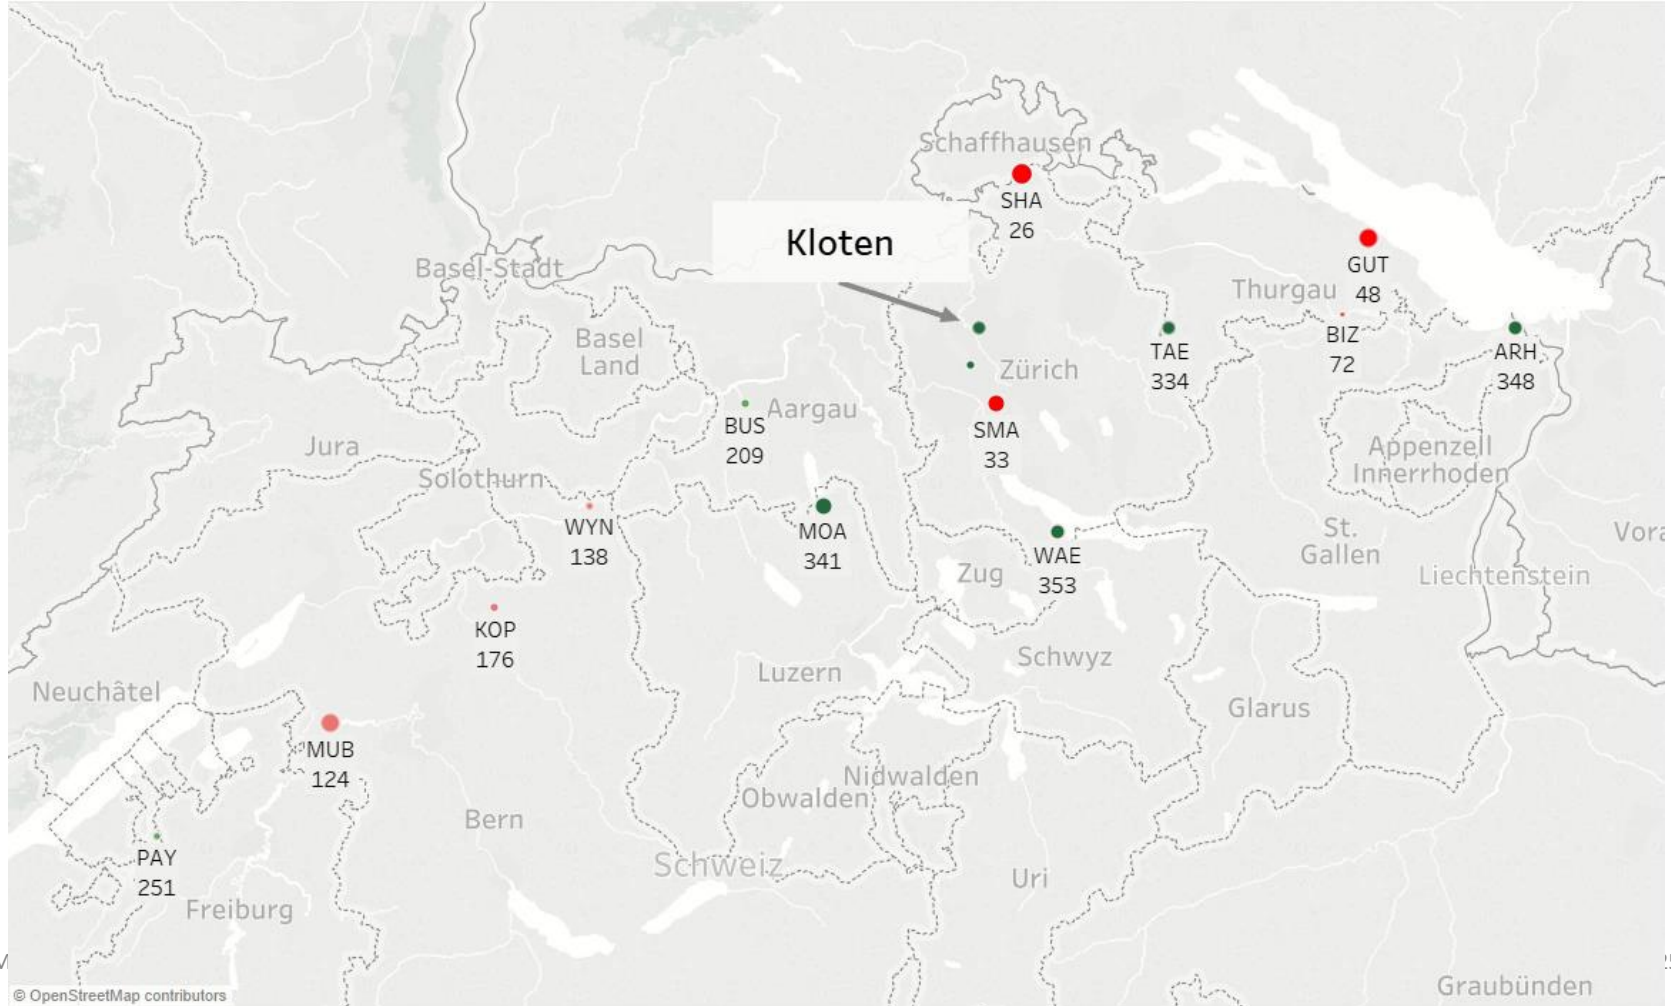 Schaffhausen
SHA
26
Kloten
GUT
48
Basel-Stadt
Thurgau
BIZ
72
Basel
Land
TAE
334
ARH
348
Zürich
BUS
209
Aargau
SMA
33
Jura
Appenzell
Innerrhoden
Solothurn
WYN
138
MOA
341
WAE
353
Zug
St.
Gallen
Liechtenstein
KOP
176
Luzern
Schwyz
Neuchâtel
Glarus
MUB
124
Nidwalden
Obwalden
Bern
PAY
251
Schweiz
Uri
Freiburg
Graubünden
© OpenStreetMap contributors